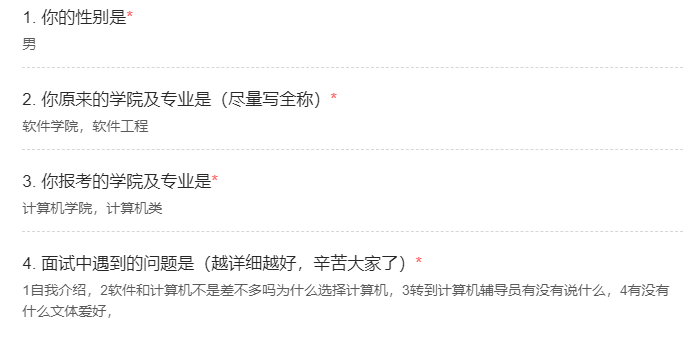 1. 你的性别是*
男
2. 你原来的学院及专业是（尽量写全称）*
软件学院，软件工程
3. 你报考的学院及专业是*
计算机学院，计算机类
4. 面试中遇到的问题是（越详细越好，辛苦大家了）*
1自我介绍，2软件和计算机不是差不多吗为什么选择计算机，3转到计算机辅导员有没有说什么，4有没有
什么文体爱好，